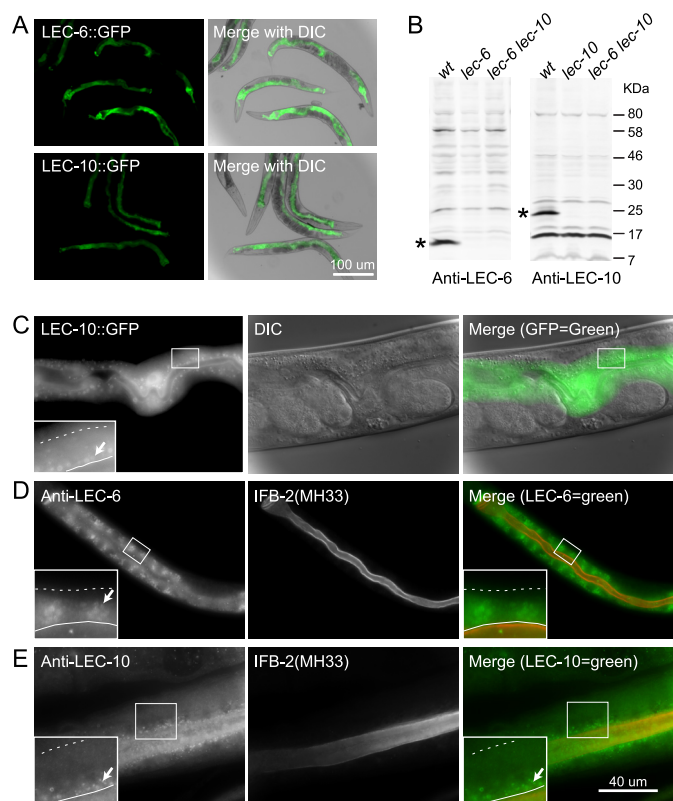 A
LEC-6::GFP
Merge with DIC
LEC-10::GFP
Merge with DIC
100 um
B
wt
lec-6
lec-6 lec-10
wt
lec-10
lec-6 lec-10
KDa
80
58
46
30
25
17
7
*
*
Anti-LEC-6
Anti-LEC-10
C
LEC-10::GFP
DIC
Merge (GFP=Green)
D
Anti-LEC-6
IFB-2(MH33)
Merge (LEC-6=green)
E
Anti-LEC-10
IFB-2(MH33)
Merge (LEC-10=green)
40 um